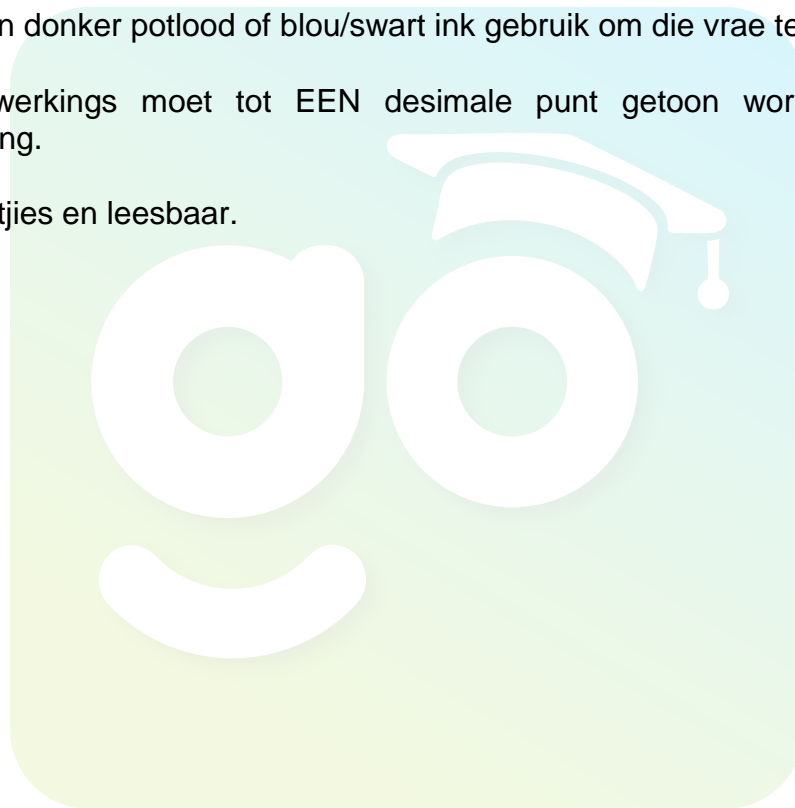 n donker potlood of blou/swart ink gebruik om die vrae te
werkings moet tot EEN desimale punt getoon wor
ng.
tjies en leesbaar.
go